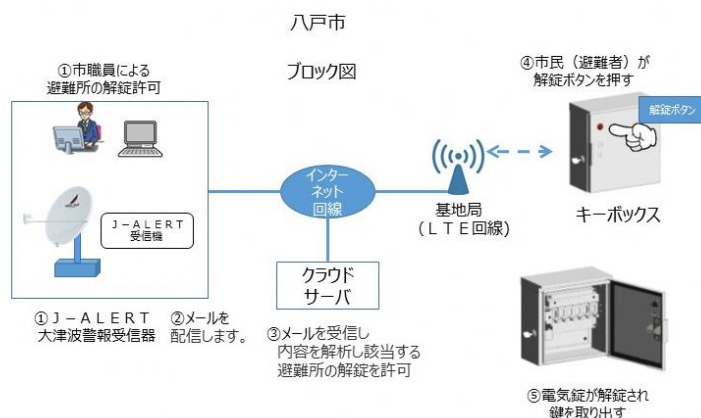 八戸市
ブロック図
①市職員による
避難所の解錠許可
J-ALERT
受信機
①J-ALERT
大津波警報受信器
②メールを
配信します。
インター
ネット
回線
クラウド
サーバ
③メールを受信し
内容を解析し該当する
避難所の解錠を許可
基地局
(LTE回線)
④市民(避難者)が
解錠ボタンを押す
解錠ボタン
キーボックス
⑤電気錠が解錠され
鍵を取り出す